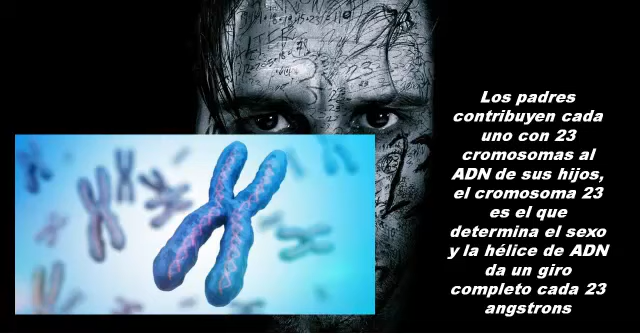 Los padres
contribuyen cada
uno con 23
cromosomas al
ADN de sus hijos,
el cromosoma 23
es el que
determina el sexo
y la hélice de ADN
da un giro
completo cada 23
angstrons